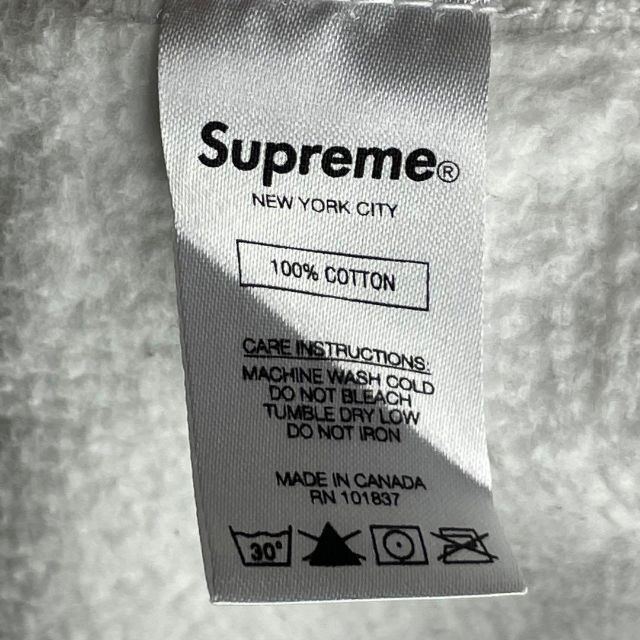 Supreme®
NEW YORK CITY
100% COTTON
CARE INSTRUCTIONS:
MACHINE WASH COLD
DO NOT BLEACH
TUMBLE DRY LOW
DO NOT IRON
MADE IN CANADA
RN 101837
30°